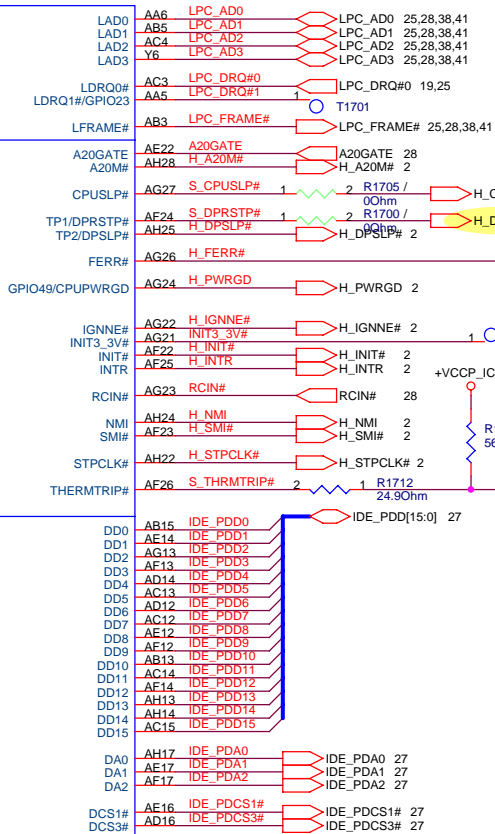 LAD0 AA6 LPC_AD0 LPC_AD0 25,28,38,41
LAD1 AB5 LPC_AD1 LPC_AD1 25,28,38,41
LAD2 AC4 LPC_AD2 LPC_AD2 25,28,38,41
LAD3 Y6 LPC_AD3 LPC_AD3 25,28,38,41
LDRQ0# AC3 LPC_DRQ#0 LPC_DRQ#0 19,25
LDRQ1#/GPIO23 AA5 LPC_DRQ#1 1 T1701
LFRAME# AB3 LPC_FRAME# LPC_FRAME# 25,28,38,41
A20GATE AE22 A20GATE A20GATE 28
A20M# AH28 H_A20M# H_A20M# 2
CPUSLP# AG27 S_CPUSLP# 1 2 R1705 / H_C
0Ohm
TP1/DPRSTP# AF24 S_DPRSTP# 1 2 R1700 / H_D
0Ohm
TP2/DPSLP# AH25 H_DPSLP# H_DPSLP# 2
FERR# AG26 H_FERR#
GPIO49/CPUPWRGD AG24 H_PWRGD H_PWRGD 2
IGNNE# AG22 H_IGNNE# H_IGNNE# 2
INIT3_3V# AG21 INIT3_3V# 1
INIT# AF22 H_INIT# H_INIT# 2
INTR AF25 H_INTR H_INTR 2
+VCCP_IC
RCIN# AG23 RCIN# RCIN# 28
NMI AH24 H_NMI H_NMI 2
SMI# AF23 H_SMI# H_SMI# 2
R1
56
STPCLK# AH22 H_STPCLK# H_STPCLK# 2
THERMTRIP# AF26 S_THRMTRIP# 2 1 R1712
24.9Ohm
IDE_PDD[15:0] 27
DD0 AB15 IDE_PDD0
DD1 AE14 IDE_PDD1
DD2 AG13 IDE_PDD2
DD3 AF13 IDE_PDD3
DD4 AD14 IDE_PDD4
DD5 AC13 IDE_PDD5
DD6 AD12 IDE_PDD6
DD7 AC12 IDE_PDD7
DD8 AE12 IDE_PDD8
DD9 AF12 IDE_PDD9
DD10 AB13 IDE_PDD10
DD11 AC14 IDE_PDD11
DD12 AF14 IDE_PDD12
DD13 AH13 IDE_PDD13
DD14 AH14 IDE_PDD14
DD15 AC15 IDE_PDD15
DA0 AH17 IDE_PDA0 IDE_PDA0 27
DA1 AE17 IDE_PDA1 IDE_PDA1 27
DA2 AF17 IDE_PDA2 IDE_PDA2 27
DCS1# AE16 IDE_PDCS1# IDE_PDCS1# 27
DCS3# AD16 IDE_PDCS3# IDE_PDCS3# 27